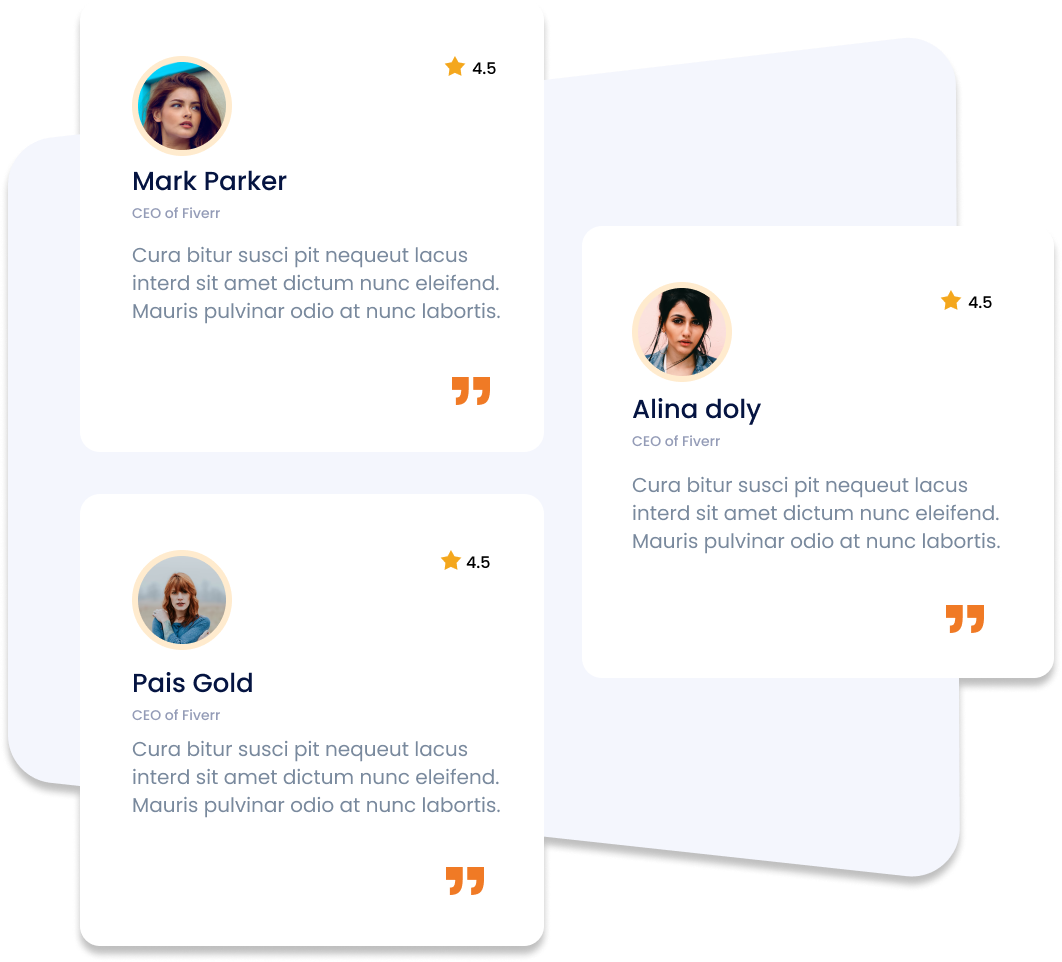 4.5
Mark Parker
CEO of Fiverr
Cura bitur susci pit nequeut lacus
interd sit amet dictum nunc eleifend.
Mauris pulvinar odio at nunc labortis.
”
4.5
Alina doly
CEO of Fiverr
Cura bitur susci pit nequeut lacus
interd sit amet dictum nunc eleifend.
Mauris pulvinar odio at nunc labortis.
”
4.5
Pais Gold
CEO of Fiverr
Cura bitur susci pit nequeut lacus
interd sit amet dictum nunc eleifend.
Mauris pulvinar odio at nunc labortis.
”